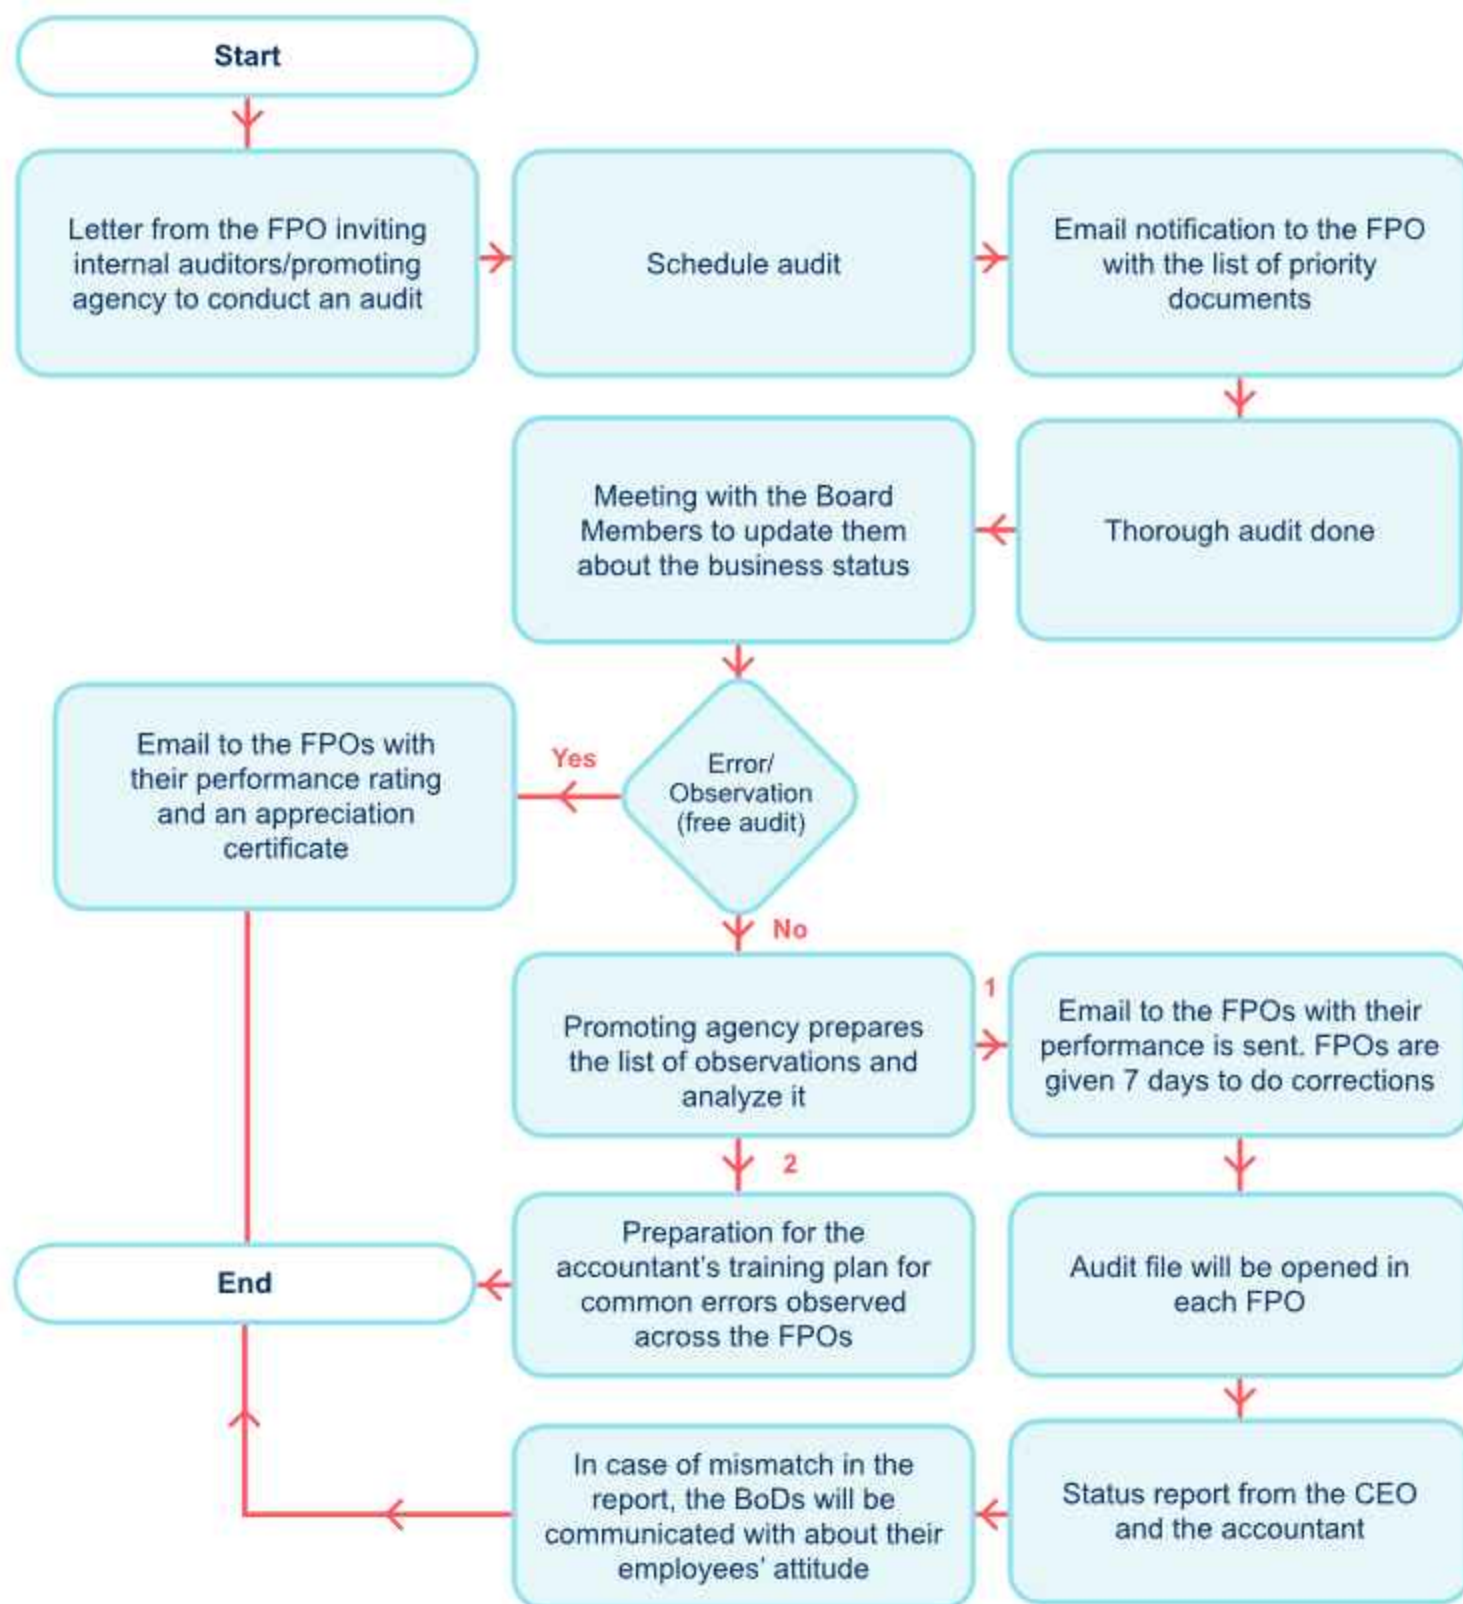 Start
Letter from the FPO inviting
internal auditors/promoting
agency to conduct an audit
Schedule audit
Email notification to the FPO
with the list of priority
documents
Thorough audit done
Meeting with the Board
Members to update them
about the business status
Error/
Observation
(free audit)
Yes
Email to the FPOs with
their performance rating
and an appreciation
certificate
No
Promoting agency prepares
the list of observations and
analyze it
1
Email to the FPOs with their
performance is sent. FPOs are
given 7 days to do corrections
2
Preparation for the
accountant's training plan for
common errors observed
across the FPOs
Audit file will be opened in
each FPO
Status report from the CEO
and the accountant
In case of mismatch in the
report, the BoDs will be
communicated with about their
employees' attitude
End